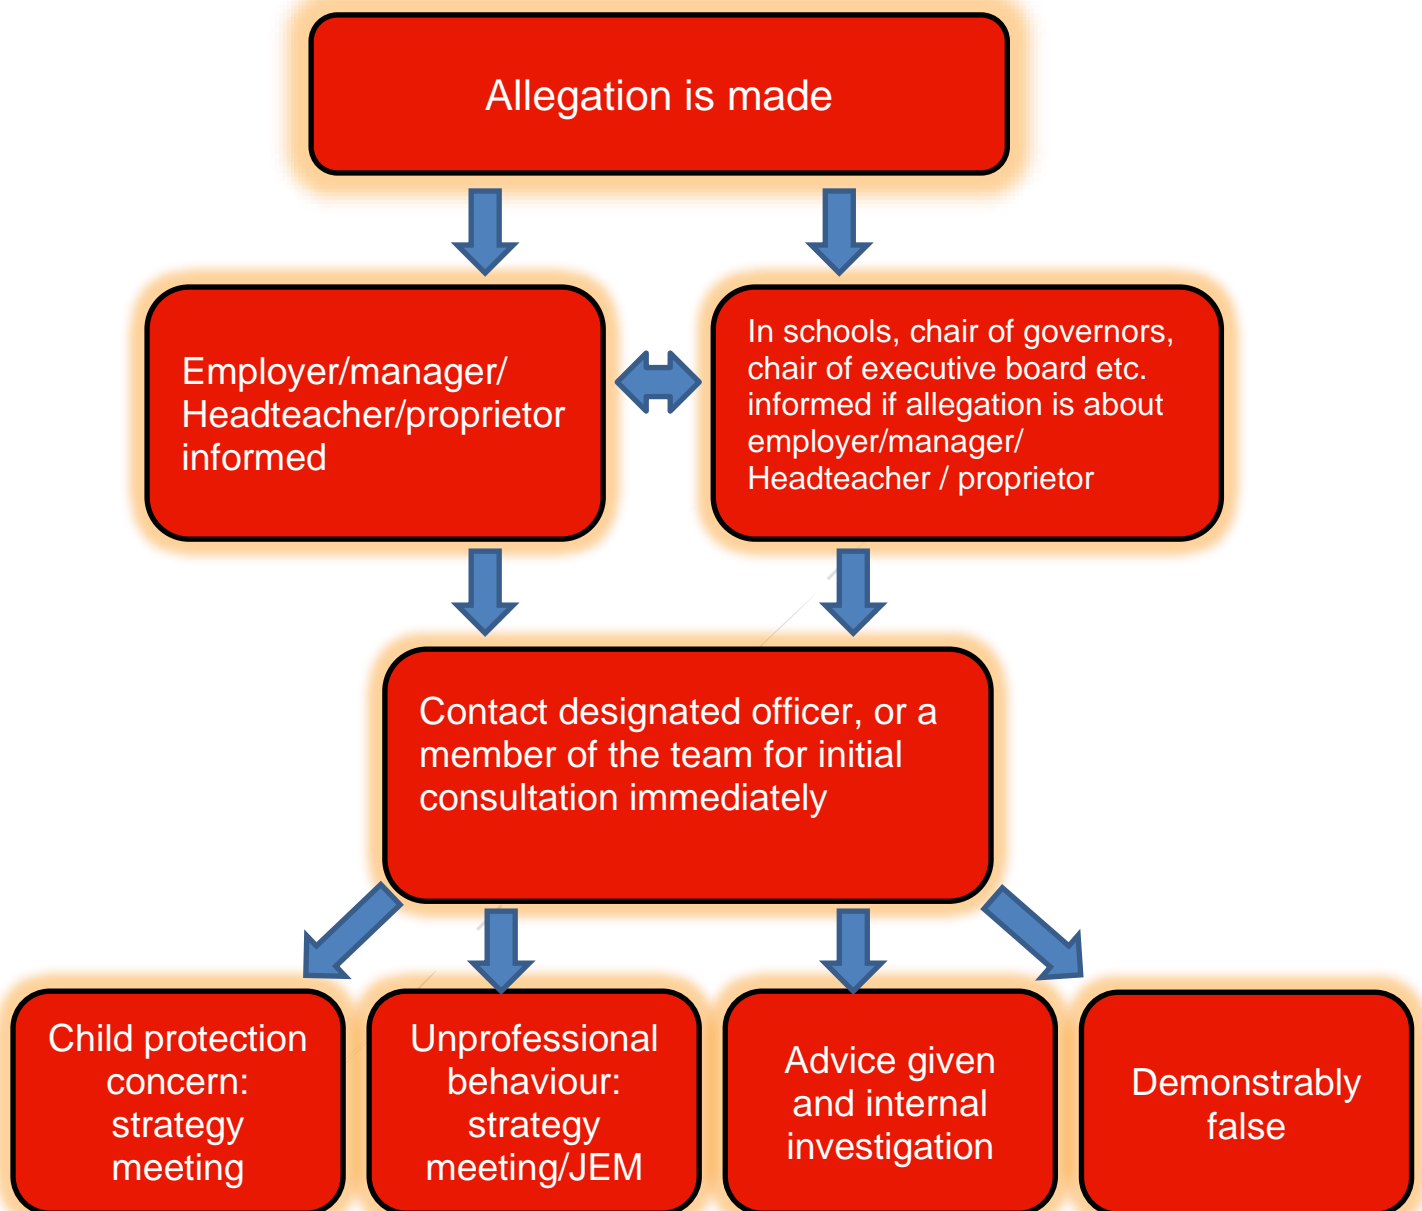 Allegation is made
Employer/manager/
Headteacher/proprietor
informed
In schools, chair of governors,
chair of executive board etc.
informed if allegation is about
employer/manager/
Headteacher / proprietor
Contact designated officer, or a
member of the team for initial
consultation immediately
Child protection
concern:
strategy
meeting
Unprofessional
behaviour:
strategy
meeting/JEM
Advice given
and internal
investigation
Demonstrably
false